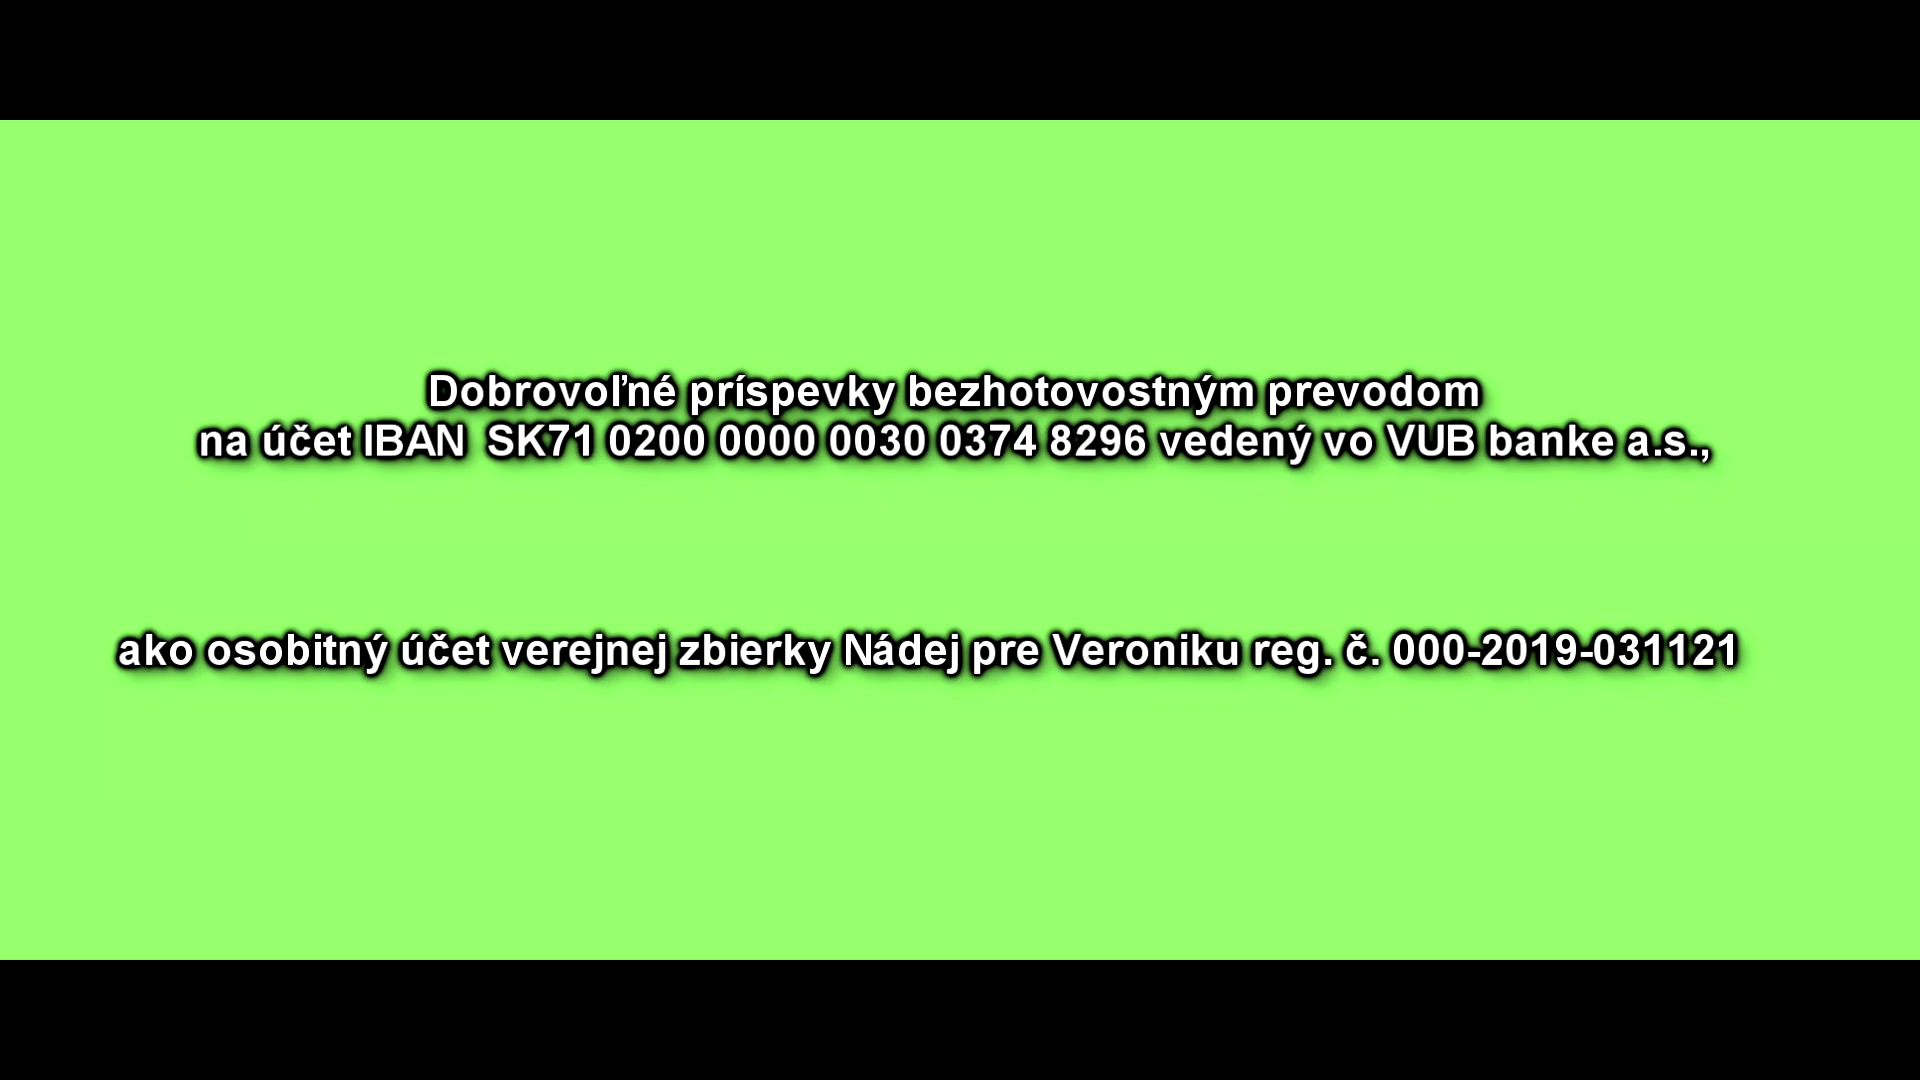 Dobrovoľné príspevky bezhotovostným prevodom
na účet IBAN  SK71 0200 0000 0030 0374 8296 vedený vo VUB banke a.s.,
ako osobitný účet verejnej zbierky Nádej pre Veroniku reg. č. 000-2019-031121